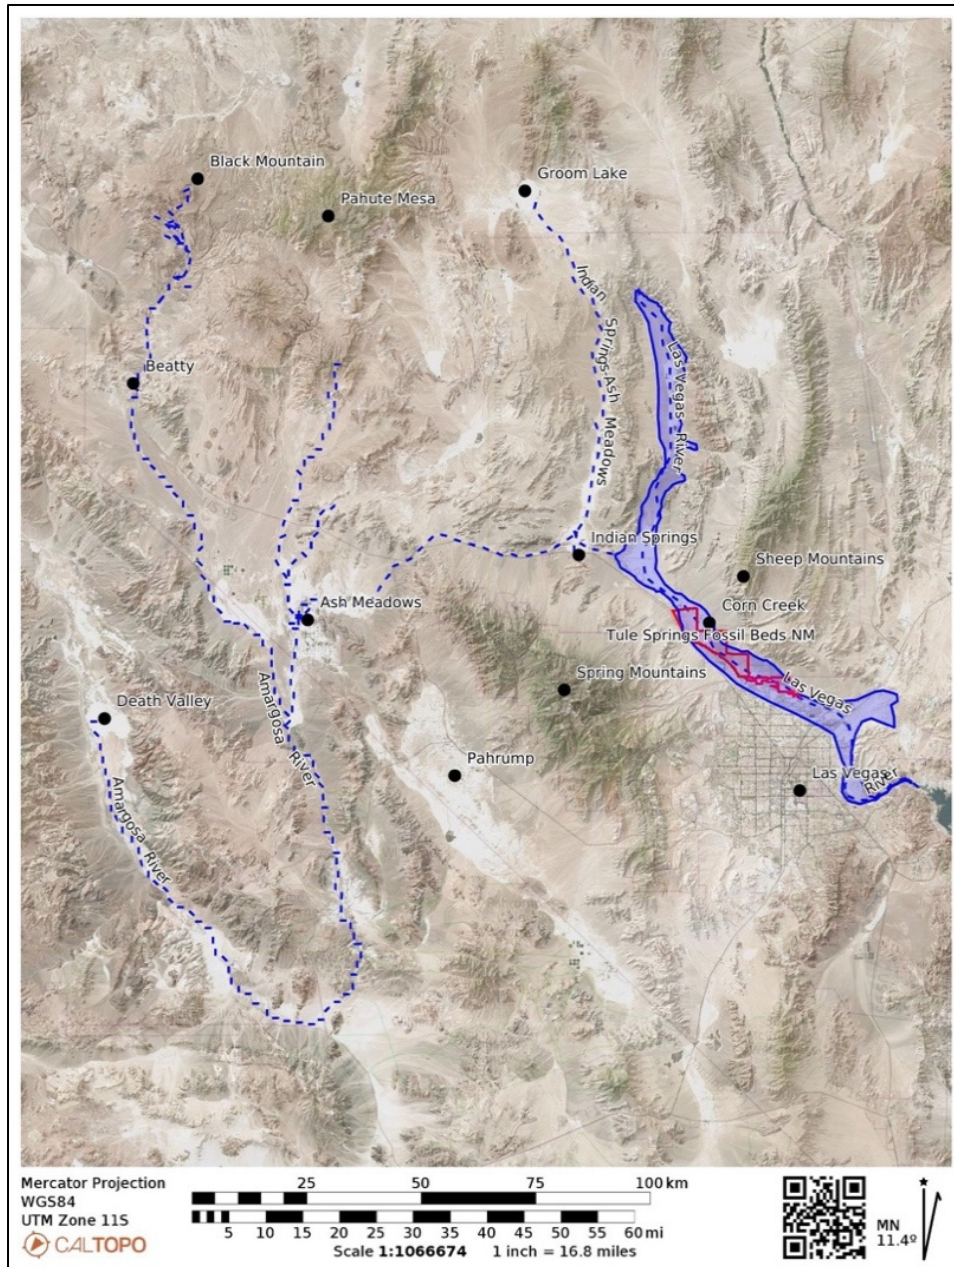 Black Mountain
Pahute Mesa
Groom Lake
Indian
Springs-Ash
Meadows
Las Vegas River
Beatty
Indian Springs
Sheep Mountains
Corn Creek
Ash Meadows
Tule Springs Fossil Beds NM
Spring Mountains
Las Vegas
Amargosa River
Death Valley
Pahrump
Las Vegas
River
Amargosa River
Mercator Projection
WGS84
UTM Zone 11S
CALTOPO
25 50 75 100 km
5 10 15 20 25 30 35 40 45 50 55 60 mi
Scale 1:1066674 1 inch = 16.8 miles
MN
11.4º